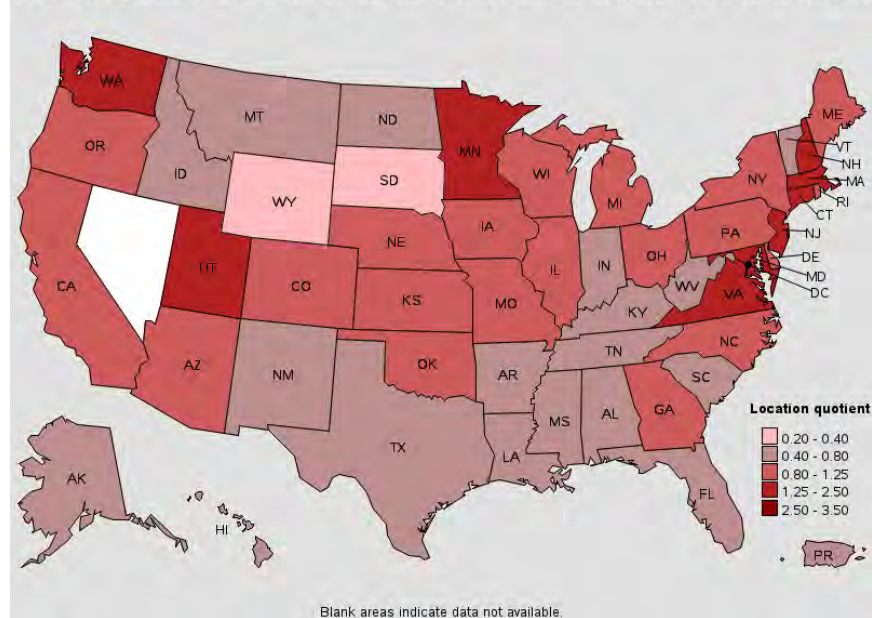 WA
MT
ND
MN
ME
VT
NH
MA
RI
CT
NJ
DE
MD
DC
OR
ID
SD
WI
MI
NY
WY
IA
PA
NE
IL
IN
OH
WV
VA
CA
UT
CO
KS
MO
KY
NC
TN
AZ
NM
OK
AR
SC
MS
AL
GA
TX
LA
FL
AK
HI
PR
Location quotient
0.20 - 0.40
0.40 - 0.80
0.80 - 1.25
1.25 - 2.50
2.50 - 3.50
Blank areas indicate data not available.